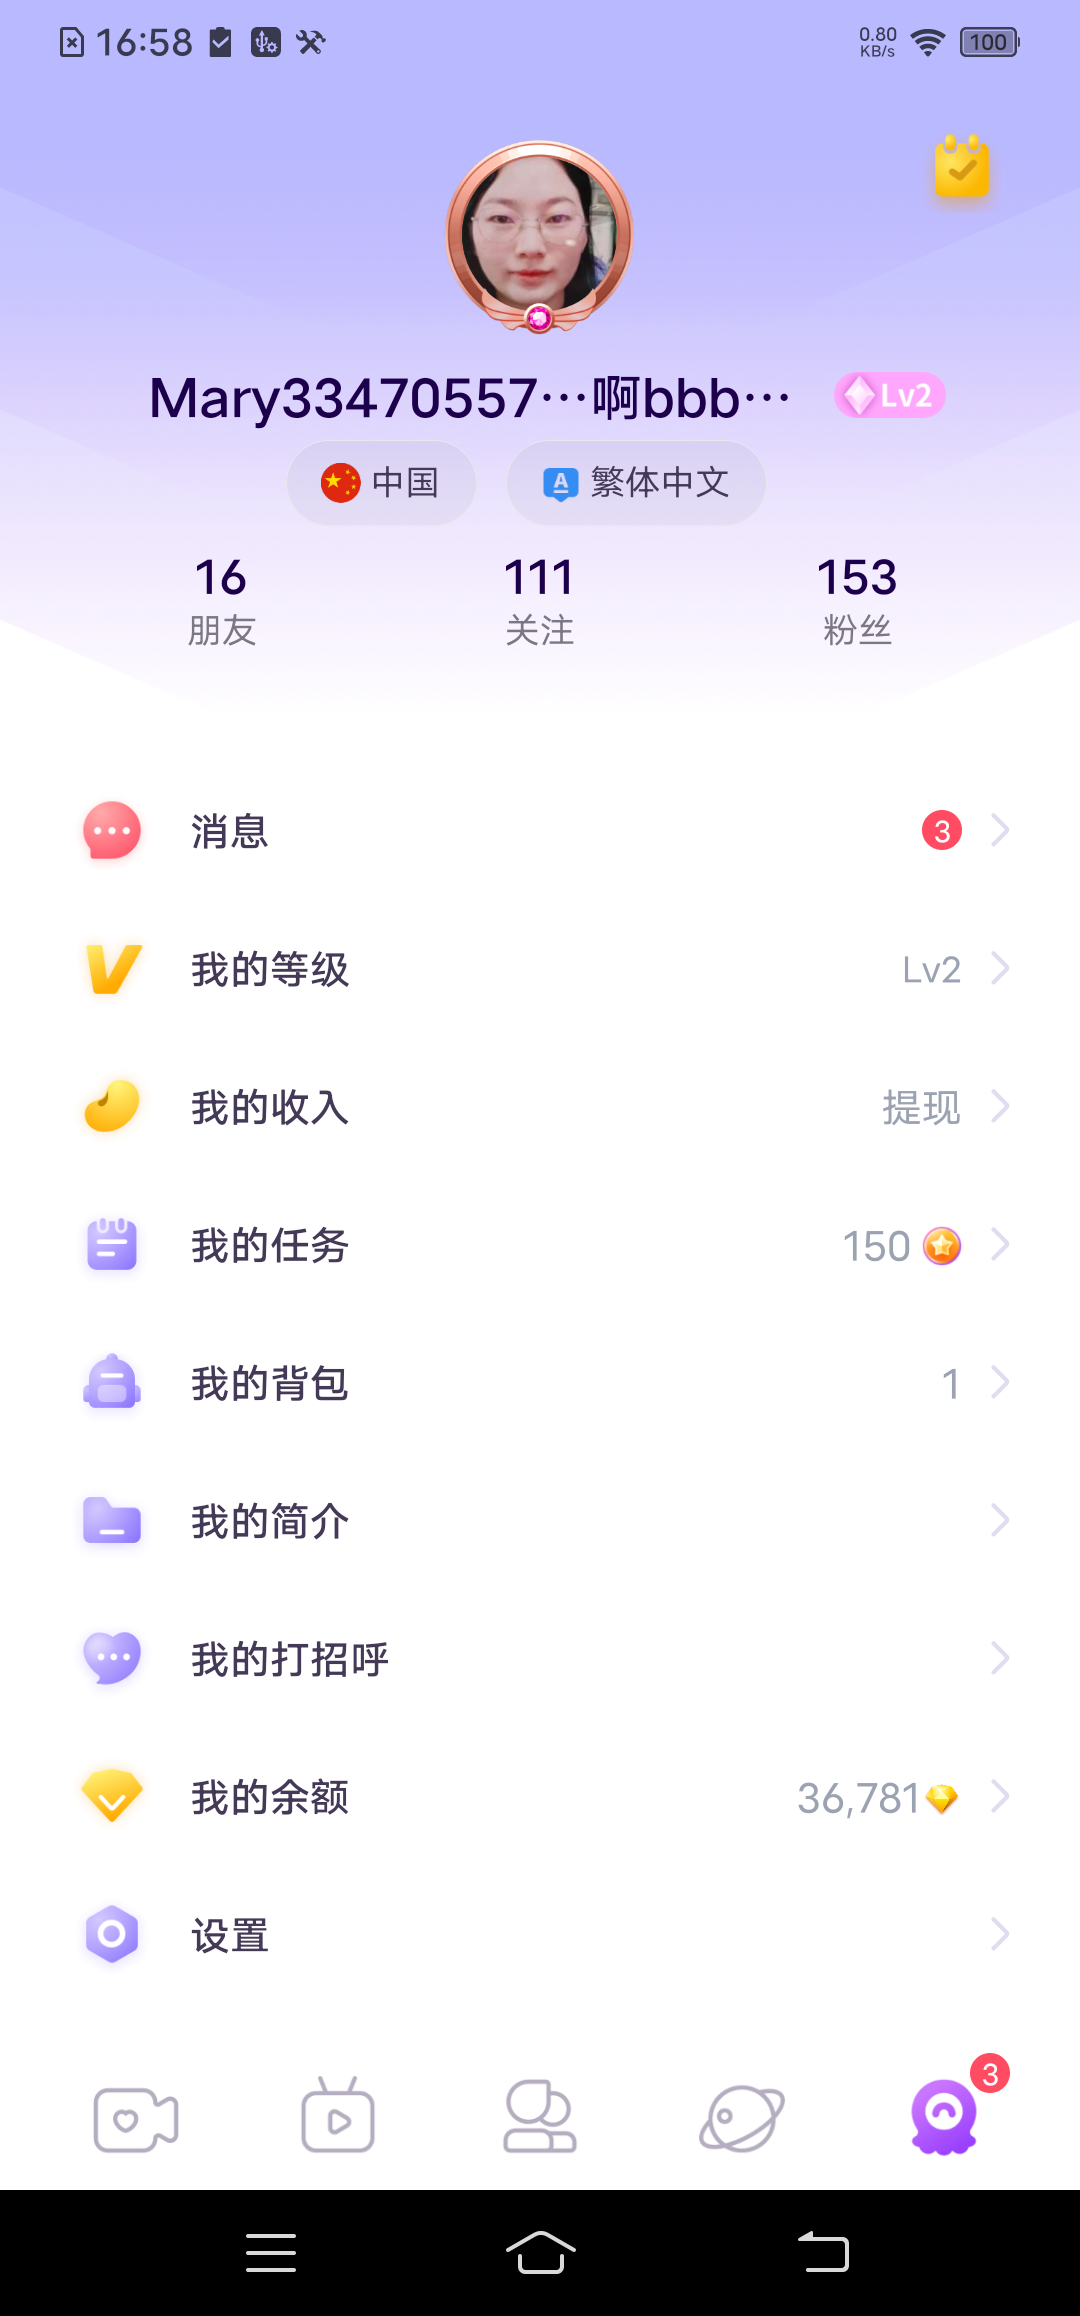 16:58
0.80
KB/s
100
Mary33470557…啊bbb…
Lv2
中国
A 繁体中文
16
111
153
朋友
关注
粉丝
消息
3
我的等级
Lv2
我的收入
提现
我的任务
150
我的背包
1
我的简介
我的打招呼
我的余额
36,781
设置
3